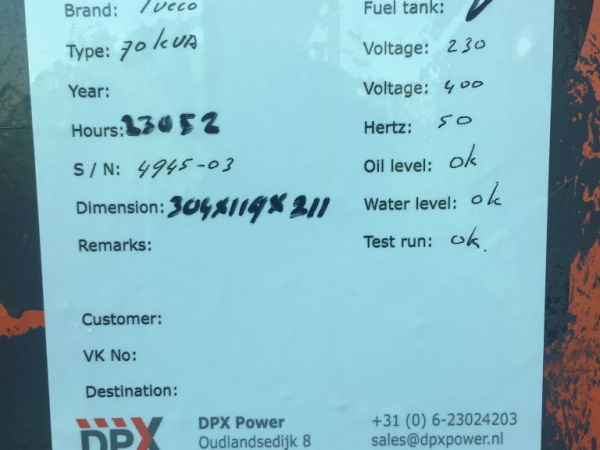 Brand: Iveco
Fuel tank:
Type: 70 kVA
Voltage: 230
Year:
Voltage: 400
Hours: 23052
Hertz: 50
S / N: 4945-03
Oil level: ok
Dimension: 304x119x211
Water level: ok
Remarks:
Test run: ok.
Customer:
VK No:
Destination:
DPX
DPX Power
+31 (0) 6-23024203
Oudlandsedijk 8
sales@dpxpower.nl